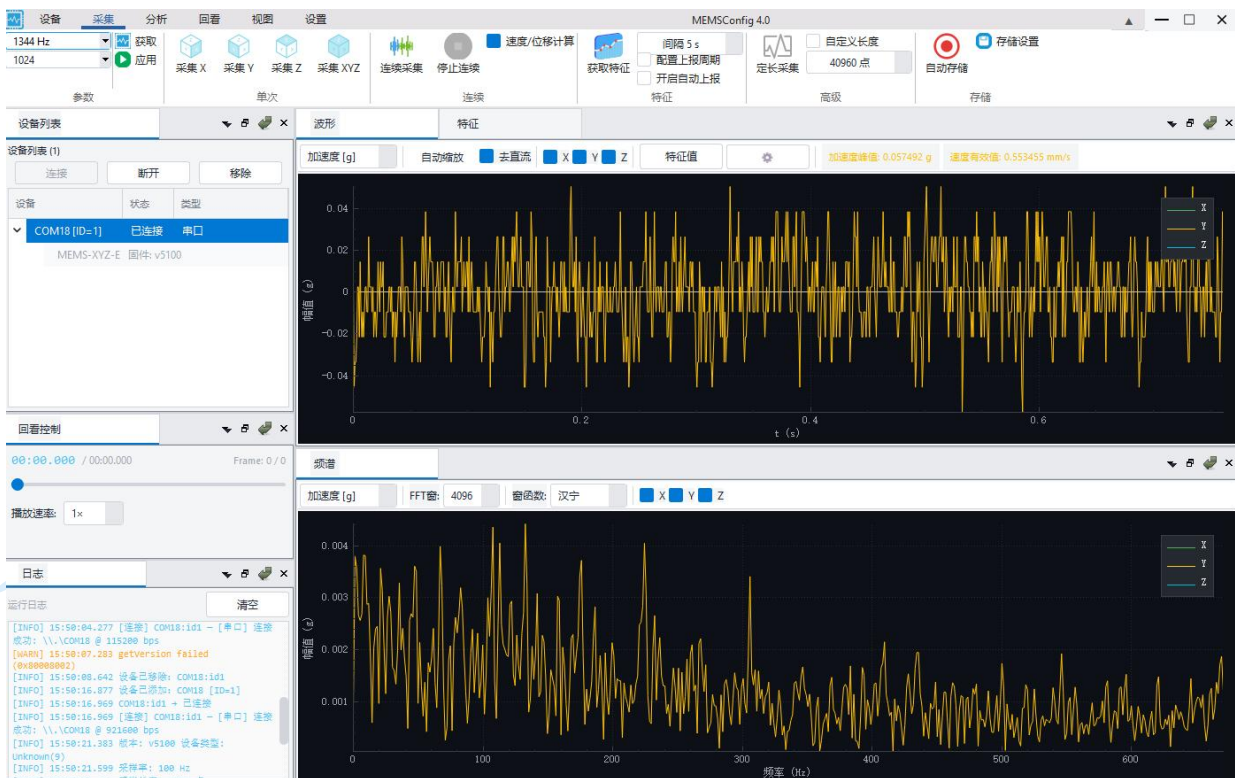 设备 采集 分析 回看 视图 设置 MEMSConfig 4.0
1344 Hz 获取
1024 应用
采集 X 采集 Y 采集 Z 采集 XYZ 连续采集 停止连续 速度/位移计算
获取特征 间隔 5 s
配置上报周期
开启自动上报
定长采集 自定义长度
40960 点
自动存储 存储设置
参数 单次 连续 特征 高级 存储
设备列表
设备列表 (1)
连接 断开 移除
设备 状态 类型
COM18 [ID=1] 已连接 串口
MEMS-XYZ-E 固件: v5100
回看控制
00:00.000 / 00:00.000 Frame: 0 / 0
播放速率: 1×
日志
运行日志 清空
[INFO] 15:50:04.277 [连接] COM18:id1 — [串口] 连接
成功: \\.\COM18 @ 115200 bps
[WARN] 15:50:07.283 getVersion failed
(0x80008002)
[INFO] 15:50:08.642 设备已移除: COM18:id1
[INFO] 15:50:16.877 设备已添加: COM18 [ID=1]
[INFO] 15:50:16.969 COM18:id1 + 已连接
[INFO] 15:50:16.969 [连接] COM18:id1 — [串口] 连接
成功: \\.\COM18 @ 921600 bps
[INFO] 15:50:21.383 版本: v5100 设备类型:
Unknown(9)
[INFO] 15:50:21.599 采样率: 100 Hz
波形 特征
加速度 [g] 自动缩放 去直流 X Y Z 特征值 加速度峰值: 0.057492 g 速度有效值: 0.553455 mm/s
0.04
0.02
0
-0.02
-0.04
幅值 (g)
X
Y
Z
0 0.2 0.4 0.6
t (s)
频谱
加速度 [g] FFT窗: 4096 窗函数: 汉宁 X Y Z
0.004
0.003
0.002
0.001
幅值 (g)
X
Y
Z
0 100 200 300 400 500 600
频率 (Hz)